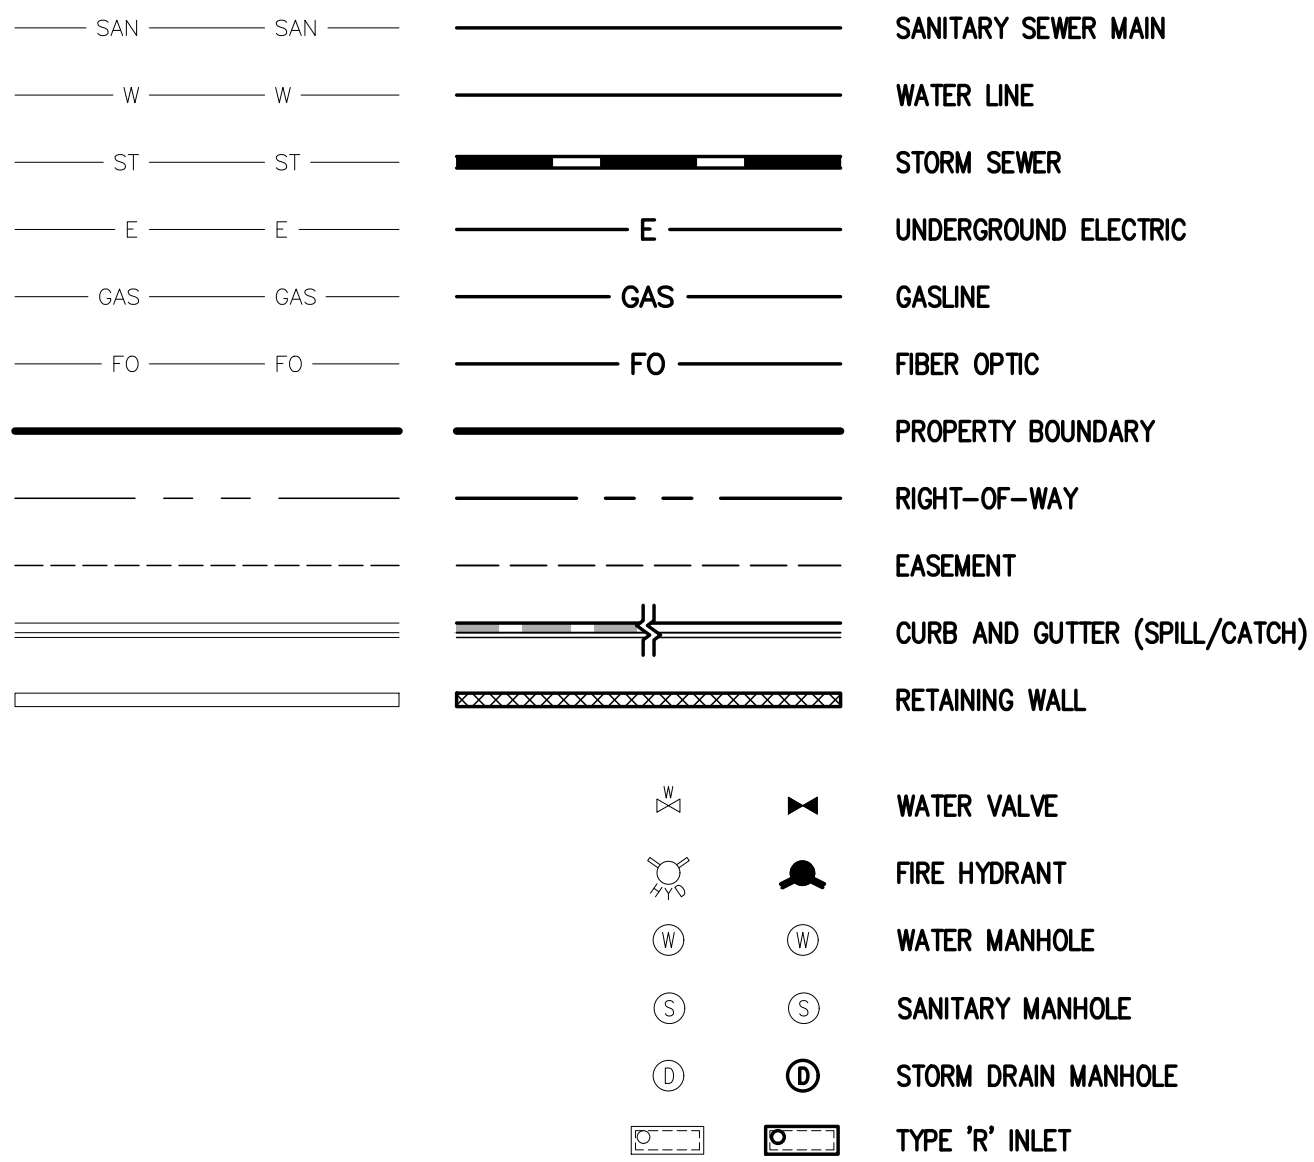 SAN SAN SANITARY SEWER MAIN
W W WATER LINE
ST ST STORM SEWER
E E E UNDERGROUND ELECTRIC
GAS GAS GAS GASLINE
FO FO FO FIBER OPTIC
PROPERTY BOUNDARY
RIGHT-OF-WAY
EASEMENT
CURB AND GUTTER (SPILL/CATCH)
RETAINING WALL
W WATER VALVE
HYD FIRE HYDRANT
W W WATER MANHOLE
S S SANITARY MANHOLE
D D STORM DRAIN MANHOLE
TYPE 'R' INLET